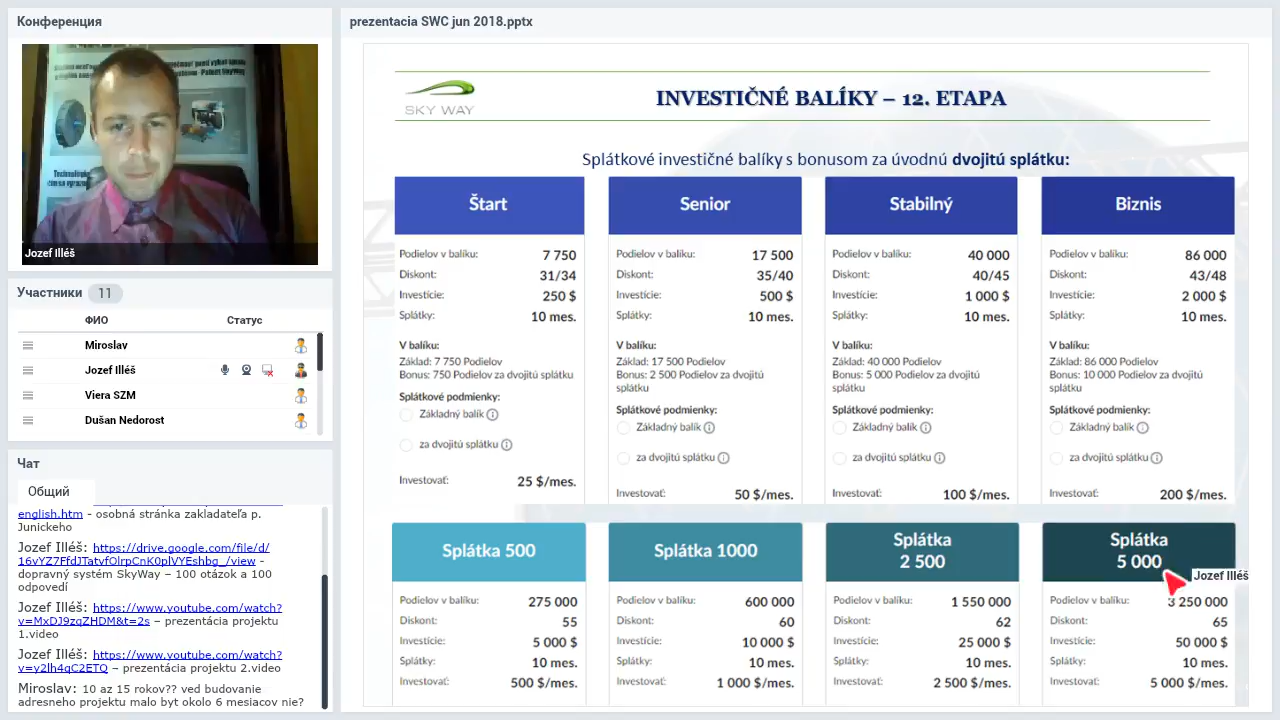 Конференция
Jozef Illéš
Участники 11
ФИО Статус
Miroslav
Jozef Illéš
Viera SZM
Dušan Nedorost
Чат
Общий
english.htm - osobná stránka zakladateľa p.
Junickeho
Jozef Illéš: https://drive.google.com/file/d/
16vYZ7FfdJTatvfOlrpCnK0plVYEshbg_/view -
dopravný systém SkyWay – 100 otázok a 100
odpovedí
Jozef Illéš: https://www.youtube.com/watch?
v=MxDJ9zqZHDM&t=2s – prezentácia projektu
1.video
Jozef Illéš: https://www.youtube.com/watch?
v=y2lh4qC2ETQ – prezentácia projektu 2.video
Miroslav: 10 az 15 rokov?? ved budovanie
adresneho projektu malo byt okolo 6 mesiacov nie?
prezentacia SWC jun 2018.pptx
SKY WAY
INVESTIČNÉ BALÍKY – 12. ETAPA
Splátkové investičné balíky s bonusom za úvodnú dvojitú splátku:
Štart
Podielov v balíku: 7 750
Diskont: 31/34
Investície: 250 $
Splátky: 10 mes.
V balíku:
Základ: 7 750 Podielov
Bonus: 750 Podielov za dvojitú splátku
Splátkové podmienky:
Základný balík
za dvojitú splátku
Investovať: 25 $/mes.
Senior
Podielov v balíku: 17 500
Diskont: 35/40
Investície: 500 $
Splátky: 10 mes.
V balíku:
Základ: 17 500 Podielov
Bonus: 2 500 Podielov za dvojitú
splátku
Splátkové podmienky:
Základný balík
za dvojitú splátku
Investovať: 50 $/mes.
Stabilný
Podielov v balíku: 40 000
Diskont: 40/45
Investície: 1 000 $
Splátky: 10 mes.
V balíku:
Základ: 40 000 Podielov
Bonus: 5 000 Podielov za dvojitú
splátku
Splátkové podmienky:
Základný balík
za dvojitú splátku
Investovať: 100 $/mes.
Biznis
Podielov v balíku: 86 000
Diskont: 43/48
Investície: 2 000 $
Splátky: 10 mes.
V balíku:
Základ: 86 000 Podielov
Bonus: 10 000 Podielov za dvojitú
splátku
Splátkové podmienky:
Základný balík
za dvojitú splátku
Investovať: 200 $/mes.
Splátka 500
Podielov v balíku: 275 000
Diskont: 55
Investície: 5 000 $
Splátky: 10 mes.
Investovať: 500 $/mes.
Splátka 1000
Podielov v balíku: 600 000
Diskont: 60
Investície: 10 000 $
Splátky: 10 mes.
Investovať: 1 000 $/mes.
Splátka
2 500
Podielov v balíku: 1 550 000
Diskont: 62
Investície: 25 000 $
Splátky: 10 mes.
Investovať: 2 500 $/mes.
Splátka
5 000
Jozef Illéš
Podielov v balíku: 3 250 000
Diskont: 65
Investície: 50 000 $
Splátky: 10 mes.
Investovať: 5 000 $/mes.